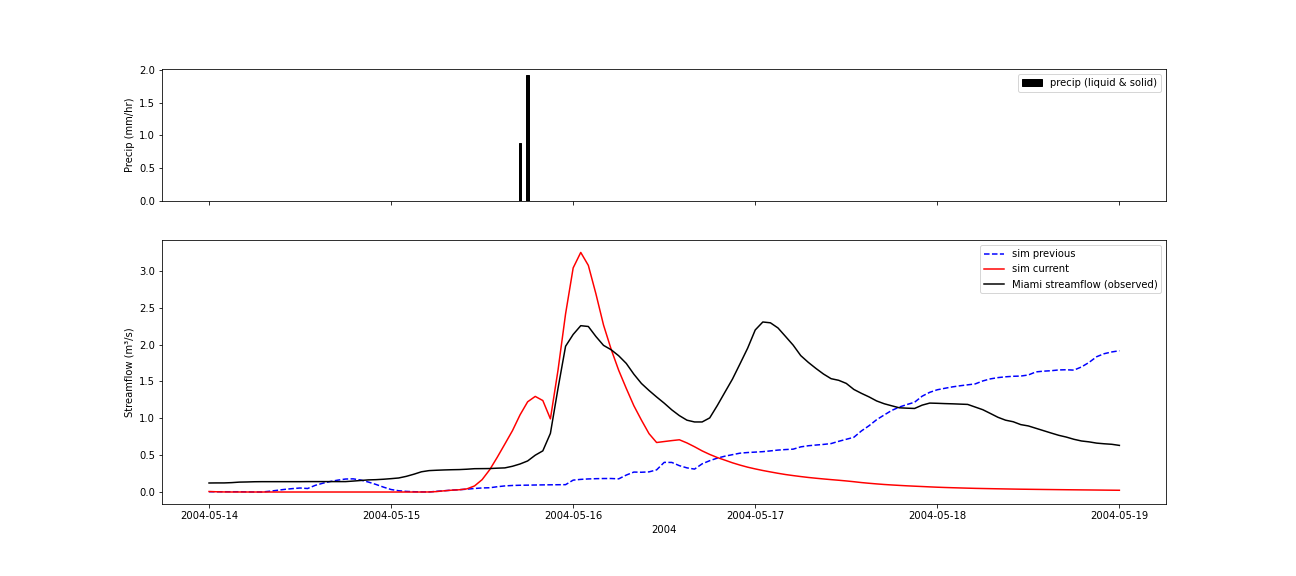 precip (liquid & solid)
Precip (mm/hr)
2.0
1.5
1.0
0.5
0.0
sim previous
sim current
Miami streamflow (observed)
Streamflow (m³/s)
3.0
2.5
2.0
1.5
1.0
0.5
0.0
2004-05-14 2004-05-15 2004-05-16 2004-05-17 2004-05-18 2004-05-19
2004